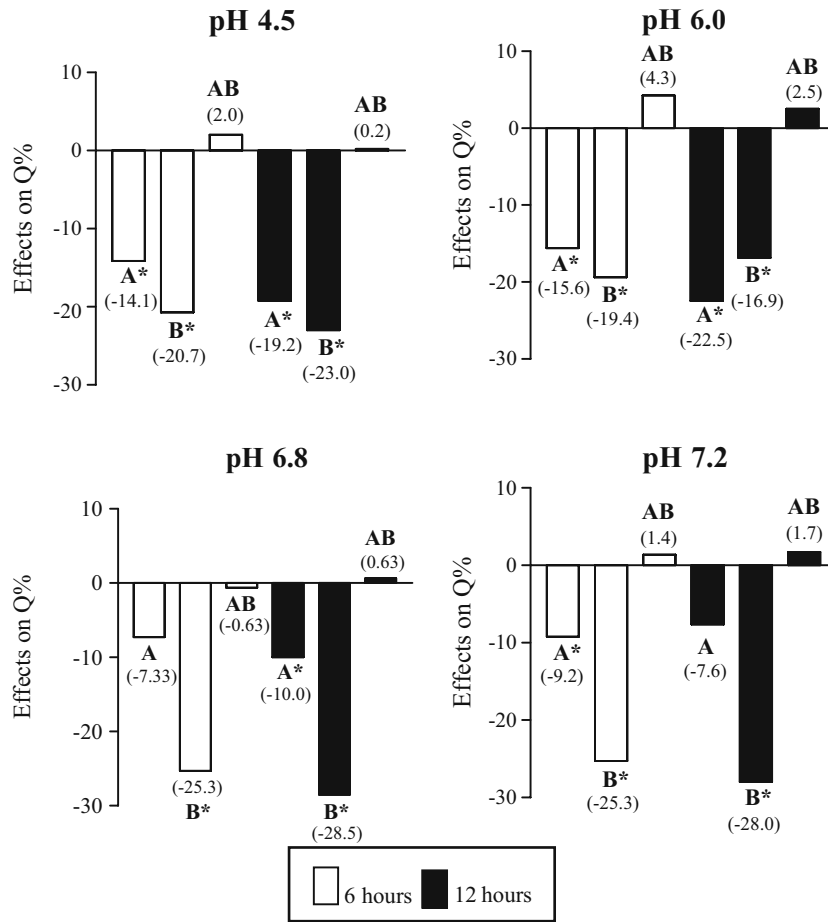 pH 4.5
Effects on Q%
10
0
-10
-20
-30
A*
(-14.1)
B*
(-20.7)
AB
(2.0)
A*
(-19.2)
B*
(-23.0)
AB
(0.2)
pH 6.0
Effects on Q%
10
0
-10
-20
-30
A*
(-15.6)
B*
(-19.4)
AB
(4.3)
A*
(-22.5)
B*
(-16.9)
AB
(2.5)
pH 6.8
Effects on Q%
10
0
-10
-20
-30
A
(-7.33)
(-25.3)
B*
AB
(-0.63)
A*
(-10.0)
B*
(-28.5)
AB
(0.63)
pH 7.2
Effects on Q%
10
0
-10
-20
-30
A*
(-9.2)
B*
(-25.3)
AB
(1.4)
A
(-7.6)
B*
(-28.0)
AB
(1.7)
6 hours
12 hours